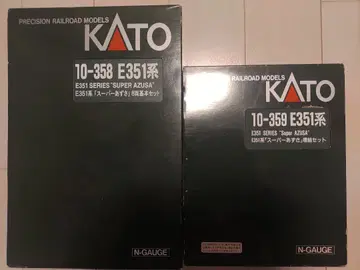 PRECISION RAILROAD MODELS
KATO
10-358 E351系
E351 SERIES "SUPER AZUSA"
E351系「スーパーあずさ」8両基本セット
N-GAUGE
RAILROAD MODELS
KATO
10-359 E351系
E351 SERIES "Super AZUSA"
E351系「スーパーあずさ」増結セット
N-GAUGE